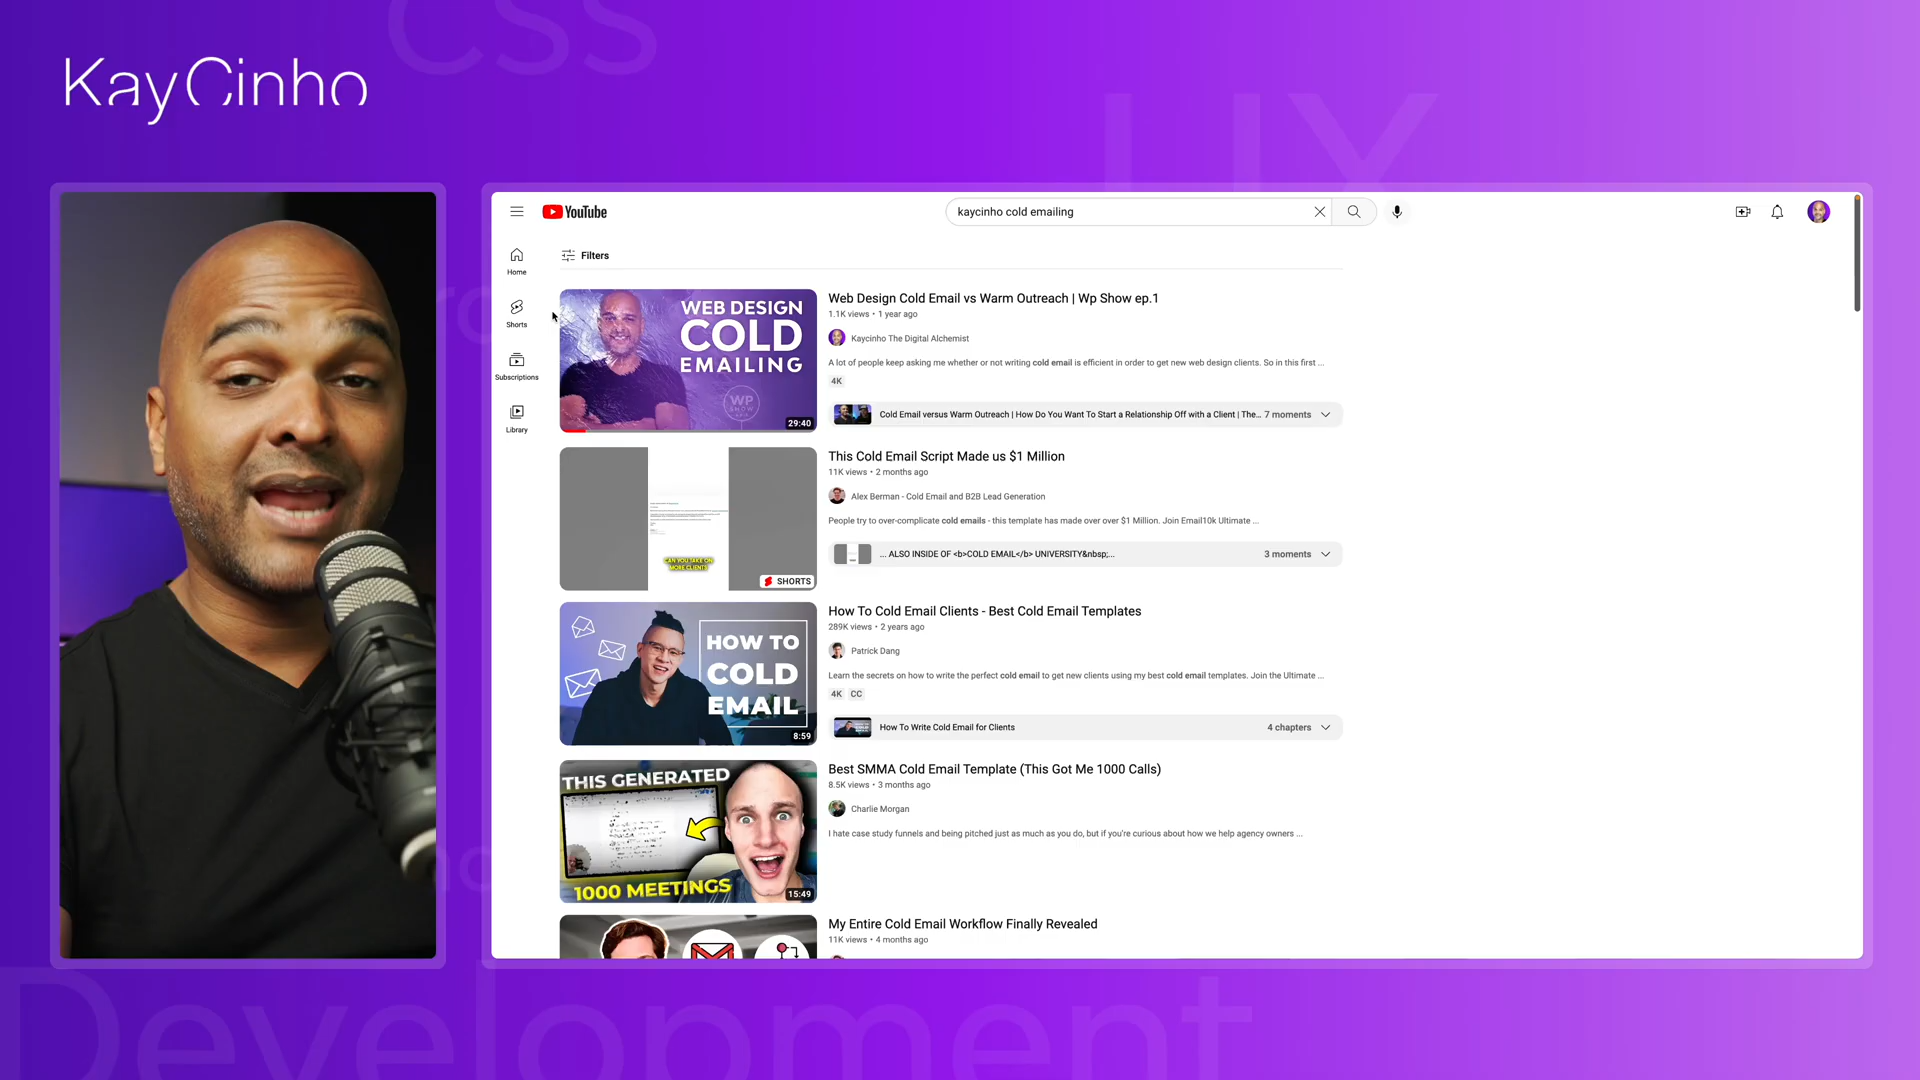 CSS
UX
KayCinho
YouTube
kaycinho cold emailing
Home
Shorts
Subscriptions
Library
Filters
WEB DESIGN
COLD
EMAILING
WP
SHOW
29:40
Web Design Cold Email vs Warm Outreach | Wp Show ep.1
1.1K views • 1 year ago
Kaycinho The Digital Alchemist
A lot of people keep asking me whether or not writing cold email is efficient in order to get new web design clients. So in this first ...
4K
Cold Email versus Warm Outreach | How Do You Want To Start a Relationship Off with a Client | The... 7 moments
CAN YOU TAKE ON
MORE CLIENTS
SHORTS
This Cold Email Script Made us $1 Million
11K views • 2 months ago
Alex Berman - Cold Email and B2B Lead Generation
People try to over-complicate cold emails - this template has made over over $1 Million. Join Email10k Ultimate ...
... ALSO INSIDE OF <b>COLD EMAIL</b> UNIVERSITY&nbsp;... 3 moments
HOW TO
COLD
EMAIL
8:59
How To Cold Email Clients - Best Cold Email Templates
289K views • 2 years ago
Patrick Dang
Learn the secrets on how to write the perfect cold email to get new clients using my best cold email templates. Join the Ultimate ...
4K CC
How To Write Cold Email for Clients 4 chapters
THIS GENERATED
1000 MEETINGS
15:49
Best SMMA Cold Email Template (This Got Me 1000 Calls)
8.5K views • 3 months ago
Charlie Morgan
I hate case study funnels and being pitched just as much as you do, but if you're curious about how we help agency owners ...
My Entire Cold Email Workflow Finally Revealed
11K views • 4 months ago
Development